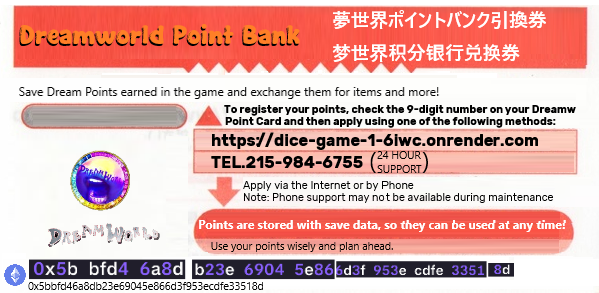 Dreamworld Point Bank
夢世界ポイントバンク引換券
梦世界积分银行兑换券
Save Dream Points earned in the game and exchange them for items and more!
To register your points, check the 9-digit number on your Dreamw
Point Card and then apply using one of the following methods:
https://dice-game-1-6iwc.onrender.com
TEL.215-984-6755 (24 HOUR SUPPORT)
Apply via the Internet or by Phone
Note: Phone support may not be available during maintenance
DREAMWORLD
DREAMWORLD
Points are stored with save data, so they can be used at any time!
Use your points wisely and plan ahead.
0x5b bfd4 6a8d b23e 6904 5e86 6d3f 953e cdfe 3351 8d
0x5bbfd46a8db23e69045e866d3f953ecdfe33518d